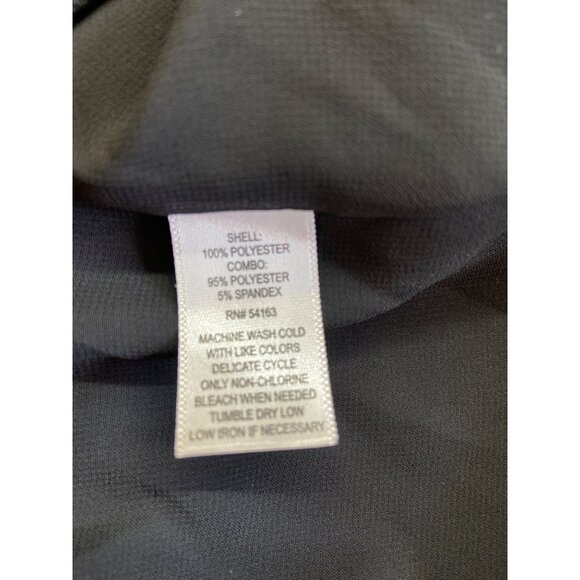 SHELL:
100% POLYESTER
COMBO:
95% POLYESTER
5% SPANDEX
RN# 54163
MACHINE WASH COLD
WITH LIKE COLORS
DELICATE CYCLE
ONLY NON-CHLORINE
BLEACH WHEN NEEDED
TUMBLE DRY LOW
LOW IRON IF NECESSARY